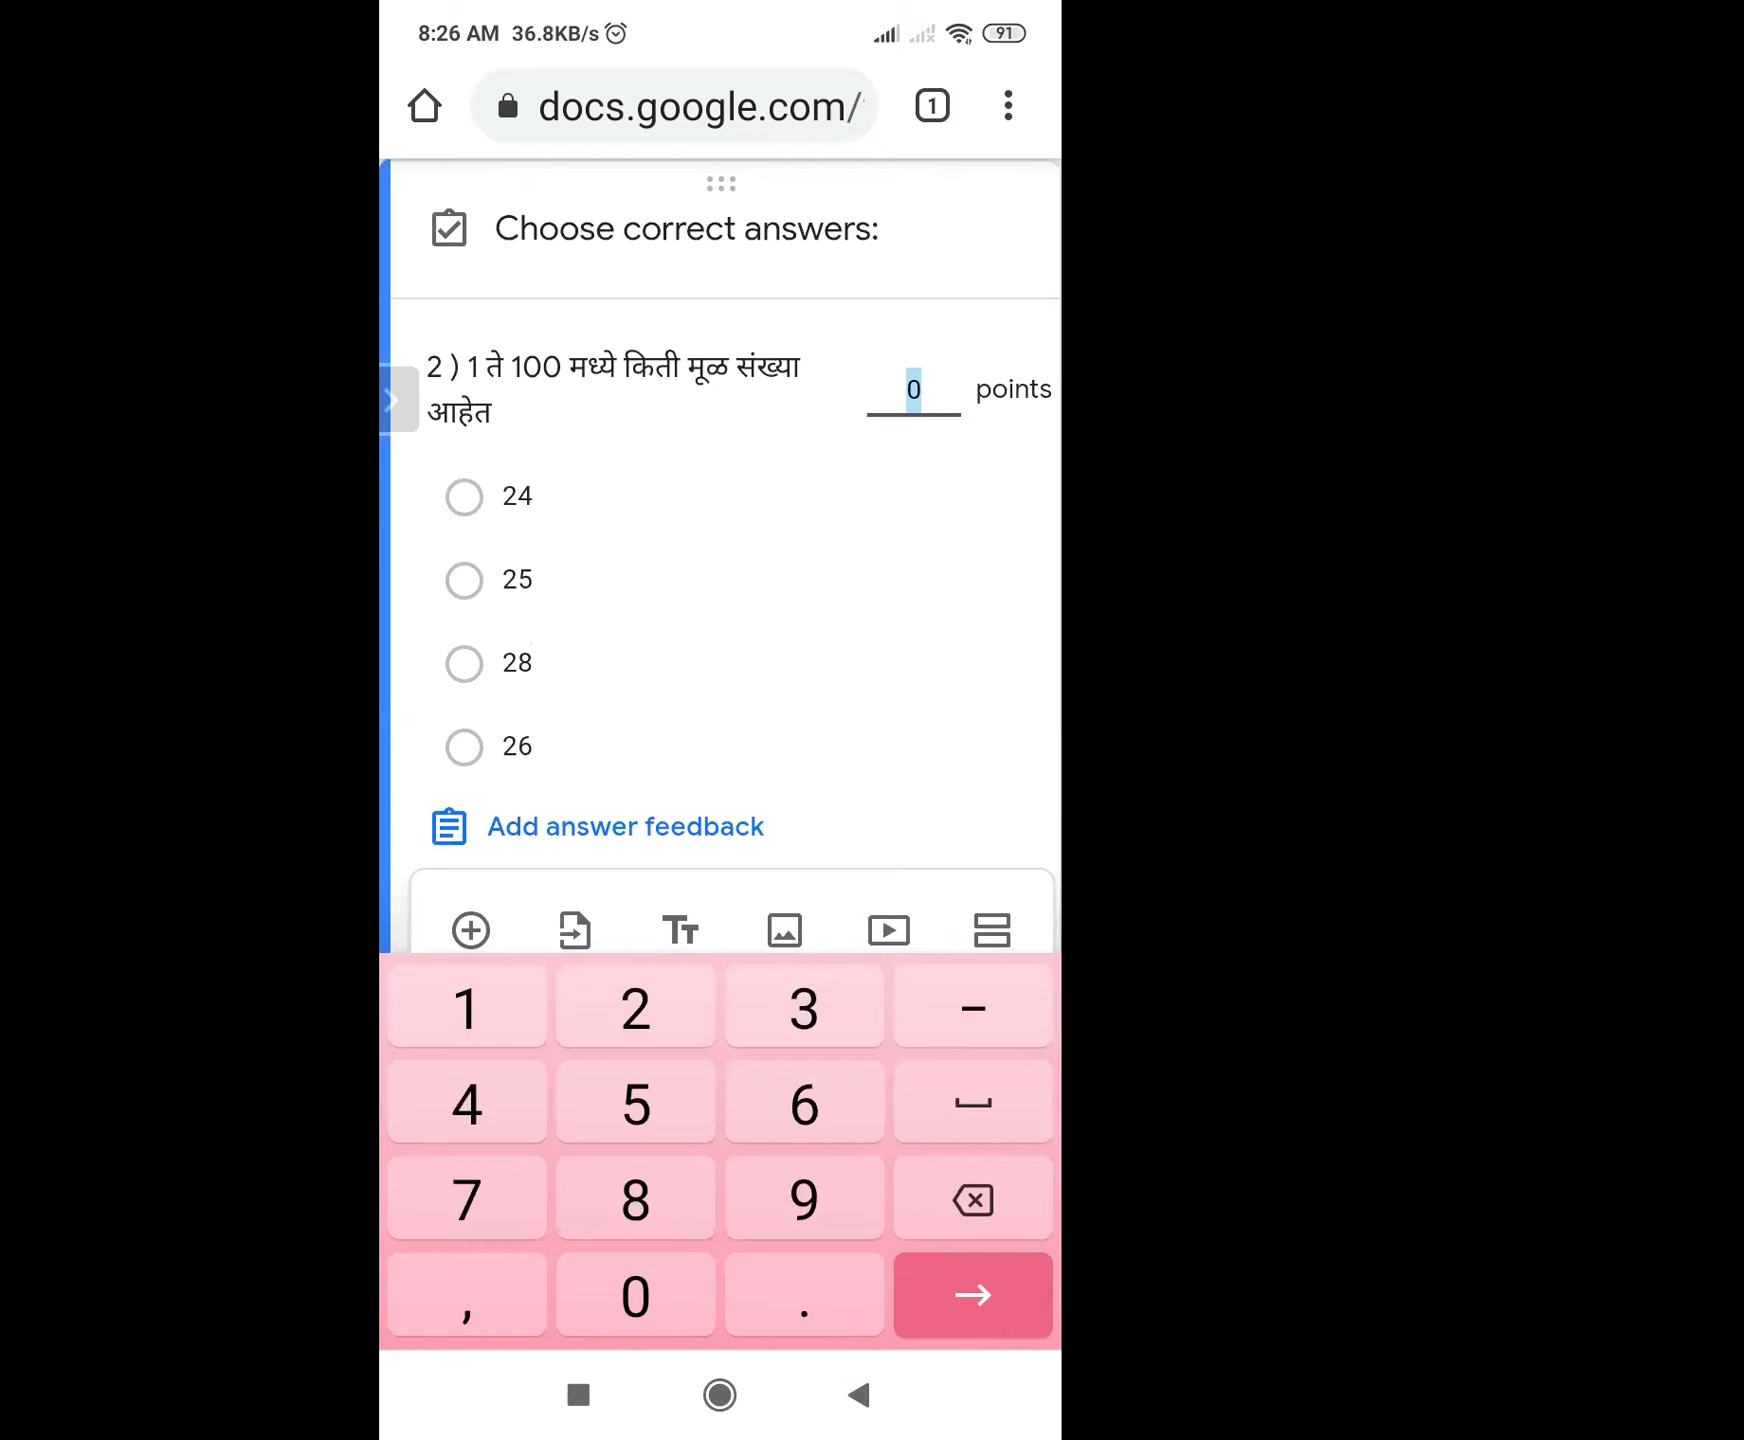 8:26 AM 36.8KB/s 91
docs.google.com/ 1
Choose correct answers:
2 ) 1 ते 100 मध्ये किती मूळ संख्या
आहेत
0 points
24
25
28
26
Add answer feedback
Tт
1 2 3 –
4 5 6
7 8 9
, 0 .